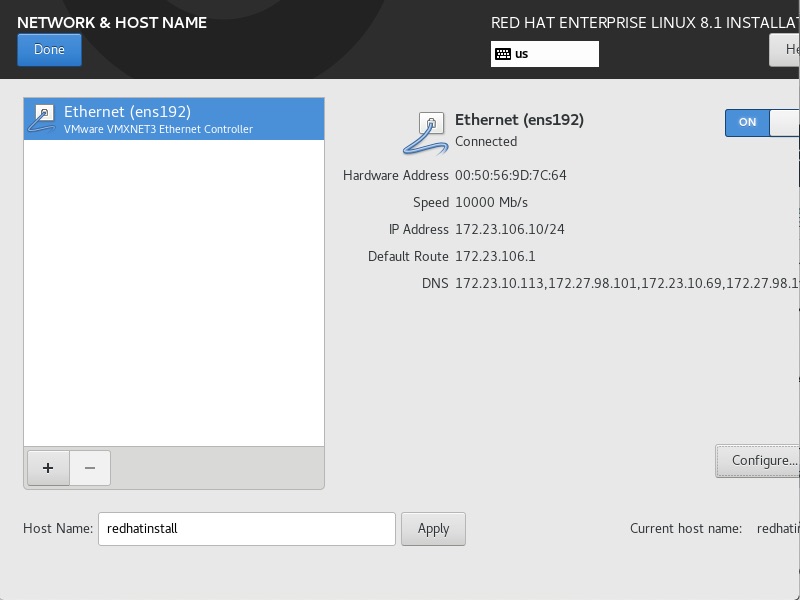 NETWORK & HOST NAME
RED HAT ENTERPRISE LINUX 8.1
Done
us
Ethernet (ens192)
VMware VMXNET3 Ethernet Controller
Ethernet (ens192)
Connected
ON
Hardware Address 00:50:56:9D:7C:64
Speed 10000 Mb/s
IP Address 172.23.106.10/24
Default Route 172.23.106.1
DNS 172.23.10.113,172.27.98.101,172.23.10.69,172.27.98.1
+
−
Configure...
Host Name: redhatinstall
Apply
Current host name: